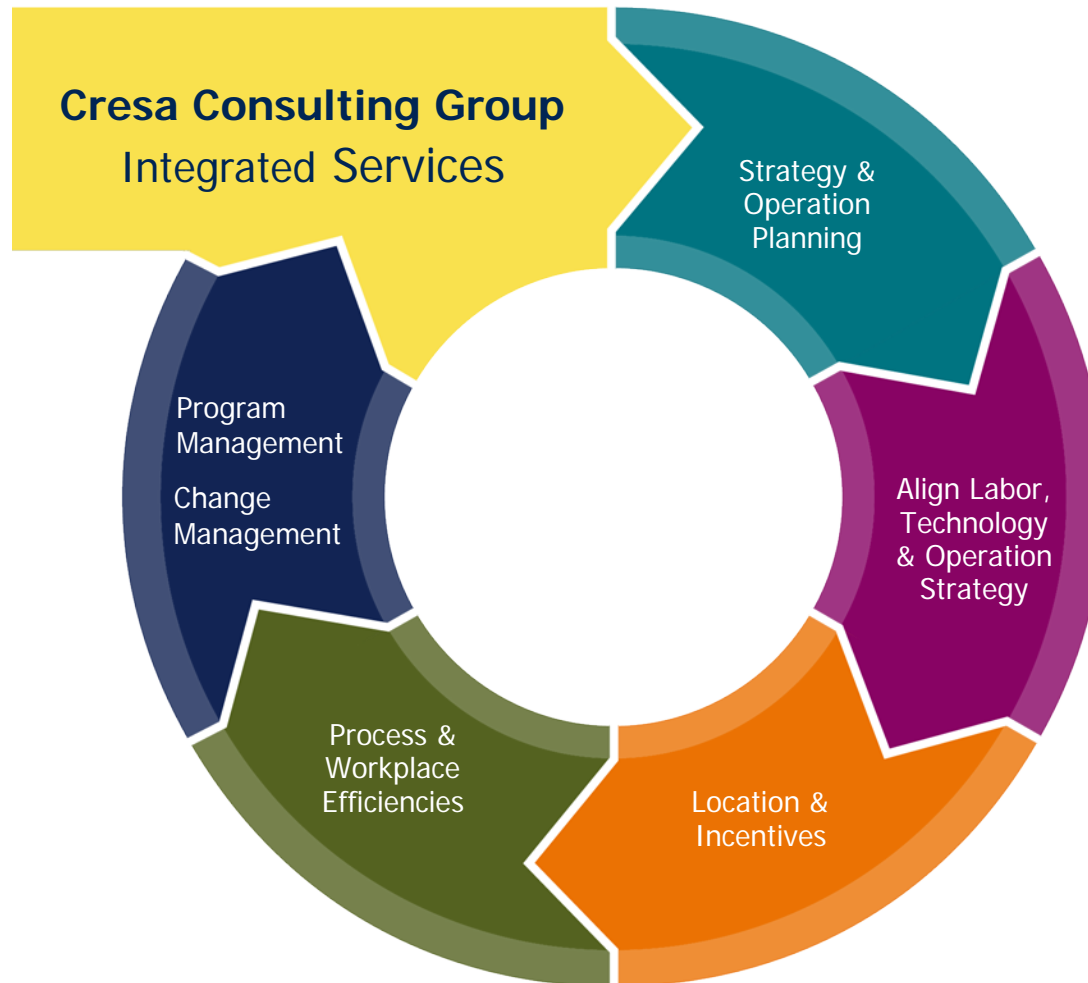 Cresa Consulting Group
Integrated Services
Strategy &
Operation
Planning
Align Labor,
Technology
& Operation
Strategy
Location &
Incentives
Process &
Workplace
Efficiencies
Program
Management
Change
Management